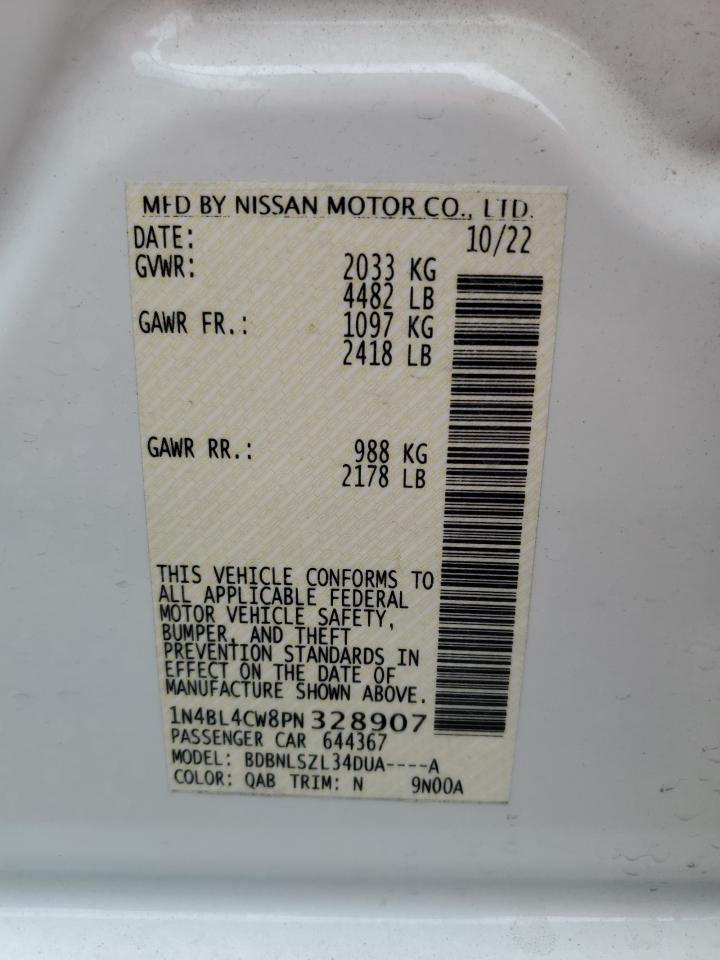 MFD BY NISSAN MOTOR CO., LTD.
DATE: 10/22
GVWR: 2033 KG
4482 LB
GAWR FR.: 1097 KG
2418 LB
GAWR RR.: 988 KG
2178 LB
THIS VEHICLE CONFORMS TO
ALL APPLICABLE FEDERAL
MOTOR VEHICLE SAFETY,
BUMPER, AND THEFT
PREVENTION STANDARDS IN
EFFECT ON THE DATE OF
MANUFACTURE SHOWN ABOVE.
1N4BL4CW8PN 328907
PASSENGER CAR 644367
MODEL: BDBNLSZL34DUA----A
COLOR: QAB TRIM: N 9N00A